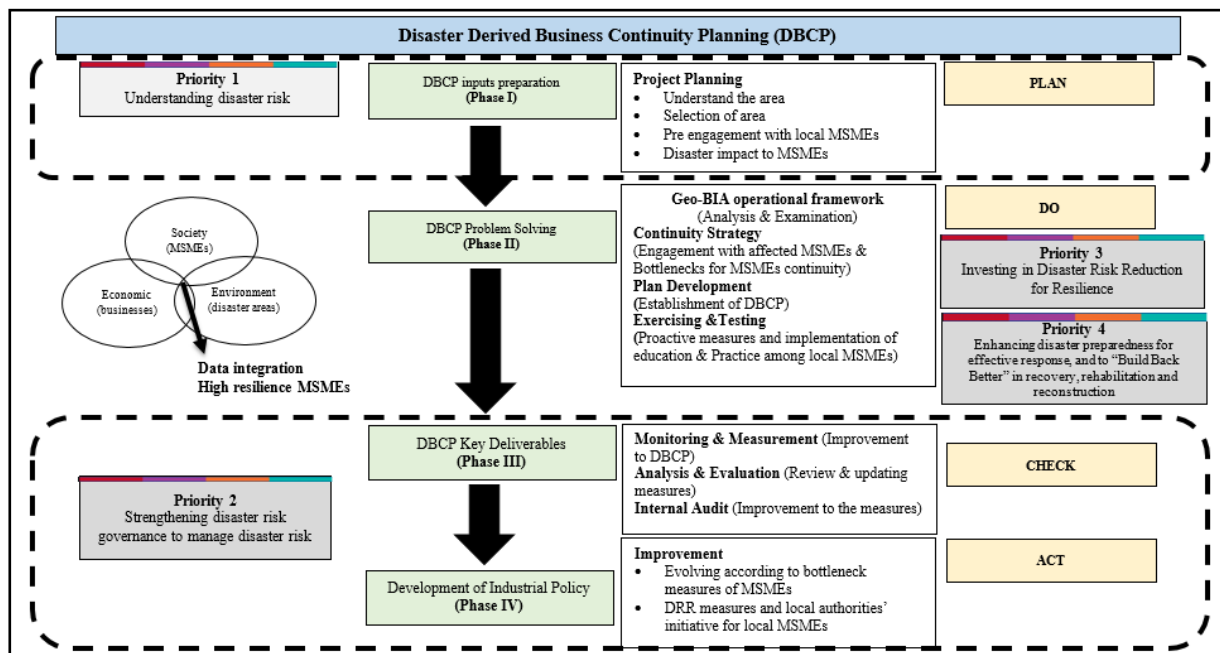 Disaster Derived Business Continuity Planning (DBCP)
Priority 1
Understanding disaster risk
DBCP inputs preparation
(Phase I)
Project Planning
• Understand the area
• Selection of area
• Pre engagement with local MSMEs
• Disaster impact to MSMEs
PLAN
Society
(MSMEs)
Economic
(businesses)
Environment
(disaster areas)
Data integration
High resilience MSMEs
DBCP Problem Solving
(Phase II)
Geo-BIA operational framework
(Analysis & Examination)
Continuity Strategy
(Engagement with affected MSMEs &
Bottlenecks for MSMEs continuity)
Plan Development
(Establishment of DBCP)
Exercising &Testing
(Proactive measures and implementation of
education & Practice among local MSMEs)
DO
Priority 3
Investing in Disaster Risk Reduction
for Resilience
Priority 4
Enhancing disaster preparedness for
effective response, and to “Build Back
Better” in recovery, rehabilitation and
reconstruction
Priority 2
Strengthening disaster risk
governance to manage disaster risk
DBCP Key Deliverables
(Phase III)
Monitoring & Measurement (Improvement
to DBCP)
Analysis & Evaluation (Review & updating
measures)
Internal Audit (Improvement to the measures)
CHECK
Development of Industrial Policy
(Phase IV)
Improvement
• Evolving according to bottleneck
measures of MSMEs
• DRR measures and local authorities’
initiative for local MSMEs
ACT